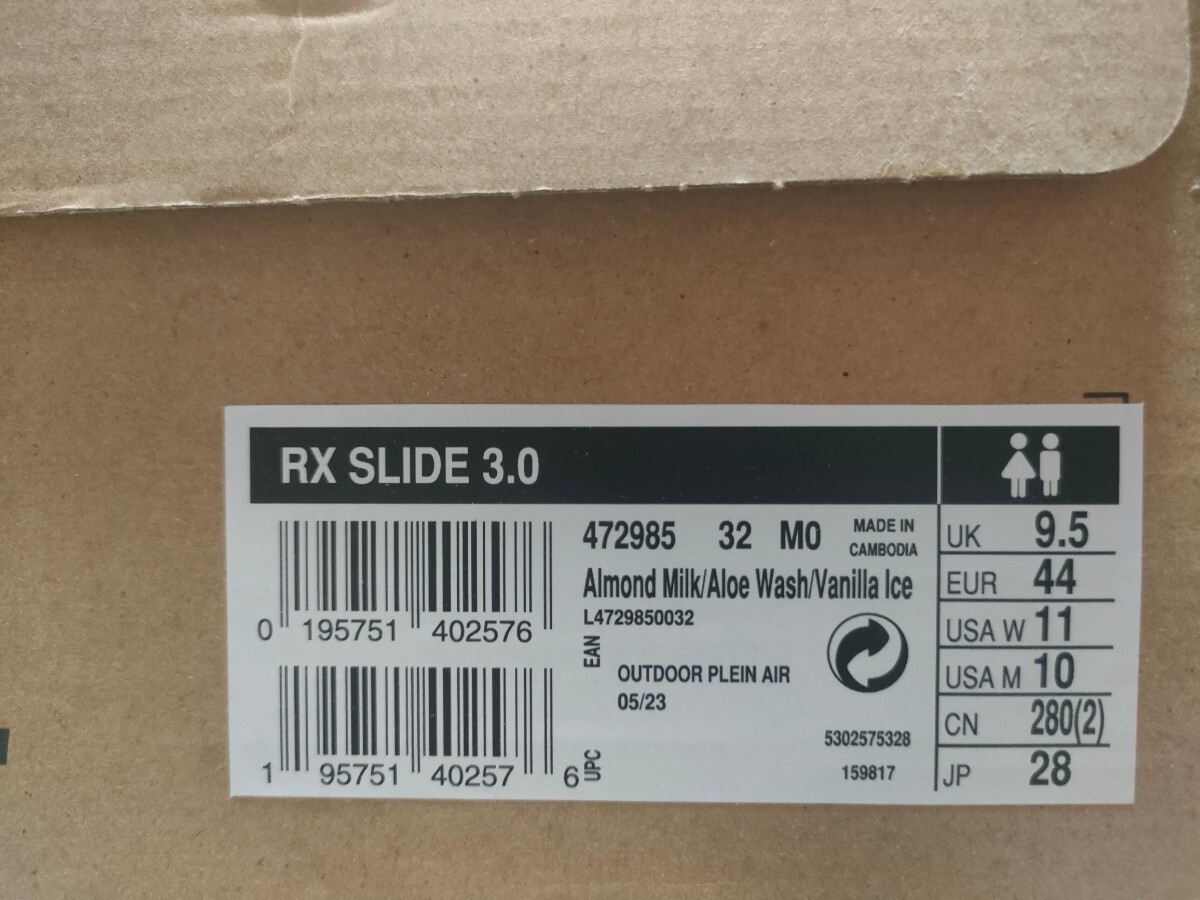 RX SLIDE 3.0
0 195751 402576
1 95751 40257 6
EAN
UPC
472985 32 M0
MADE IN
CAMBODIA
Almond Milk/Aloe Wash/Vanilla Ice
L4729850032
OUTDOOR PLEIN AIR
05/23
5302575328
159817
UK 9.5
EUR 44
USA W 11
USA M 10
CN 280(2)
JP 28